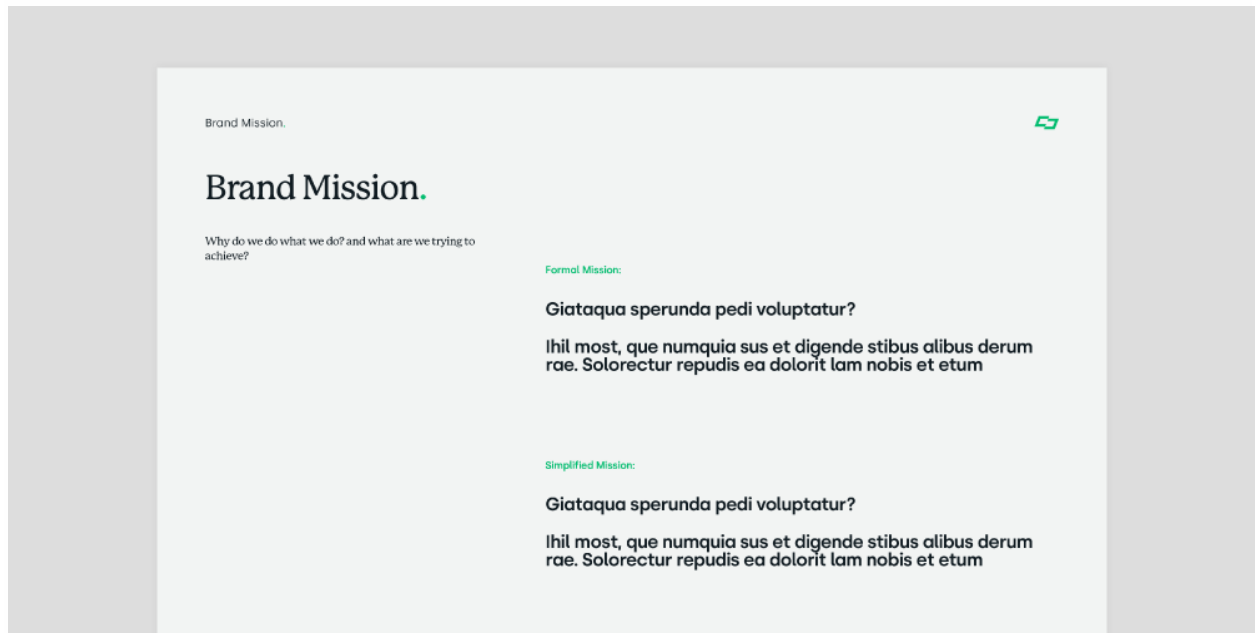 Brand Mission.
Brand Mission.
Why do we do what we do? and what are we trying to
achieve?
Formal Mission:
Giataqua sperunda pedi voluptatur?
Ihil most, que numquia sus et digende stibus alibus derum
rae. Solorectur repudis ea dolorit lam nobis et etum
Simplified Mission:
Giataqua sperunda pedi voluptatur?
Ihil most, que numquia sus et digende stibus alibus derum
rae. Solorectur repudis ea dolorit lam nobis et etum